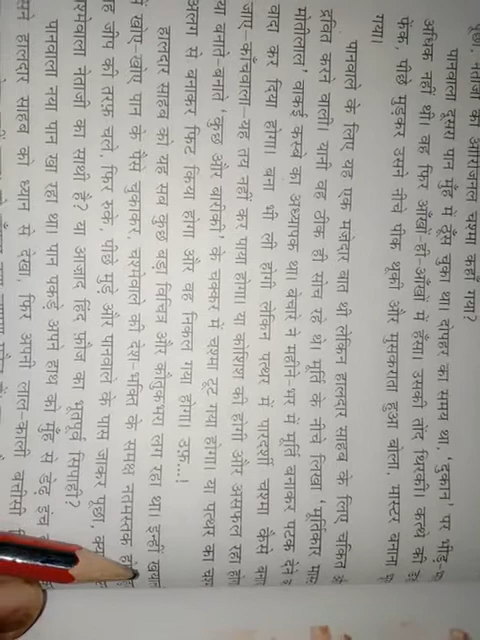 पूछा, नेताजी का ओरिजिनल चश्मा कहाँ गया?
पानवाला दूसरा पान मुँह में ठूँस चुका था। दोपहर का समय था, 'दुकान' पर भीड़-
अधिक नहीं थी। वह फिर आँखों-ही-आँखों में हँसा। उसकी तोंद थिरकी। कत्थे की
फेंक, पीछे मुड़कर उसने नीचे पीक थूकी और मुसकराता हुआ बोला, मास्टर बनाना
गया।
पानवाले के लिए यह एक मज़ेदार बात थी लेकिन हालदार साहब के लिए चकित
द्रवित करने वाली। यानी वह ठीक ही सोच रहे थे मूर्ति के नीचे लिखा 'मूर्तिकार
मोतीलाल' वाकई कस्बे का अध्यापक था। बेचारे ने महीने-भर में मूर्ति बनाकर पटक देने
वादा कर दिया होगा। बना भी ली होगी लेकिन पत्थर में पारदर्शी चश्मा कैसे
जाए-काँचवाला-यह तय नहीं कर पाया होगा। या कोशिश की होगी और असफल रहा
या बनाते-बनाते 'कुछ और बारीकी' के चक्कर में चश्मा टूट गया होगा। या पत्थर का
अलग से बनाकर फिट किया होगा और वह निकल गया होगा। उफ़...!
हालदार साहब को यह सब कुछ बड़ा विचित्र और कौतुकभरा लग रहा था। इन्हीं
में खोए-खोए पान के पैसे चुकाकर, चश्मेवाले की देश-भक्ति के समक्ष नतमस्तक
वह जीप की तरफ़ चले, फिर रुके, पीछे मुड़े और पानवाले के पास जाकर पूछा,
चश्मेवाला नेताजी का साथी है? या आज़ाद हिंद फ़ौज का भूतपूर्व सिपाही?
पानवाला नया पान खा रहा था। पान पकड़े अपने हाथ को मुँह से डेढ़ इंच
उसने हालदार साहब को ध्यान से देखा, फिर अपनी लाल-काली बत्तीसी